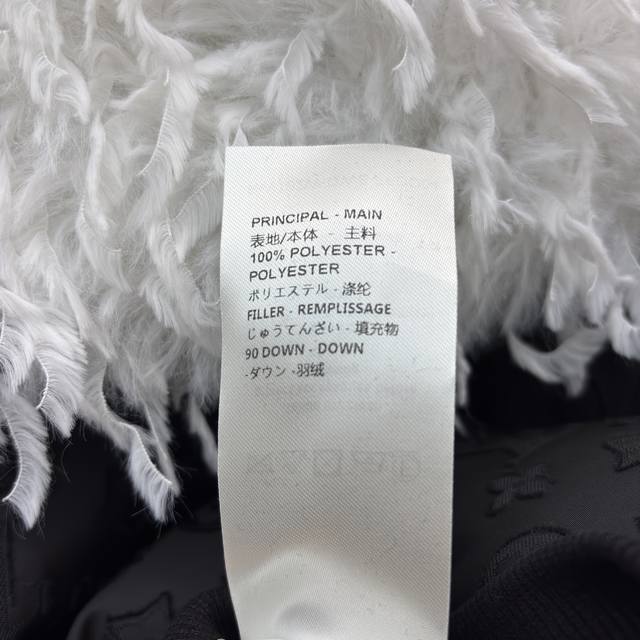 PRINCIPAL - MAIN
表地/本体 - 主料
100% POLYESTER -
POLYESTER
ポリエステル - 涤纶
FILLER - REMPLISSAGE
じゅうてんざい - 填充物
90 DOWN - DOWN
-ダウン -羽绒